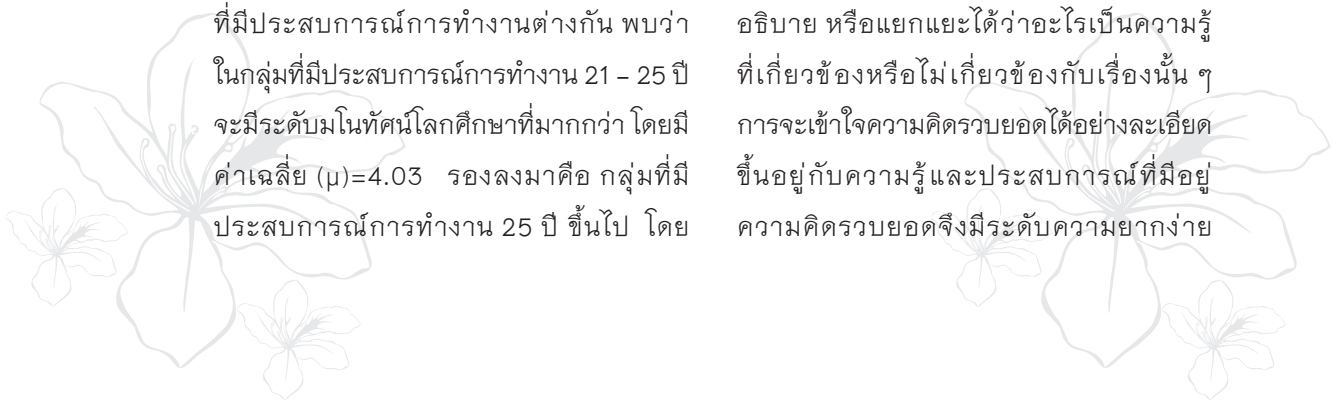 ที่มีประสบการณ์การทำงานต่างกัน พบว่า
ในกลุ่มที่มีประสบการณ์การทำงาน 21 – 25 ปี
จะมีระดับมโนทัศน์โลกศึกษาที่มากกว่า โดยมี
ค่าเฉลี่ย (μ)=4.03 รองลงมาคือ กลุ่มที่มี
ประสบการณ์การทำงาน 25 ปี ขึ้นไป โดย
อธิบาย หรือแยกแยะได้ว่าอะไรเป็นความรู้
ที่เกี่ยวข้องหรือไม่เกี่ยวข้องกับเรื่องนั้น ๆ
การจะเข้าใจความคิดรวบยอดได้อย่างละเอียด
ขึ้นอยู่กับความรู้และประสบการณ์ที่มีอยู่
ความคิดรวบยอดจึงมีระดับความยากง่าย